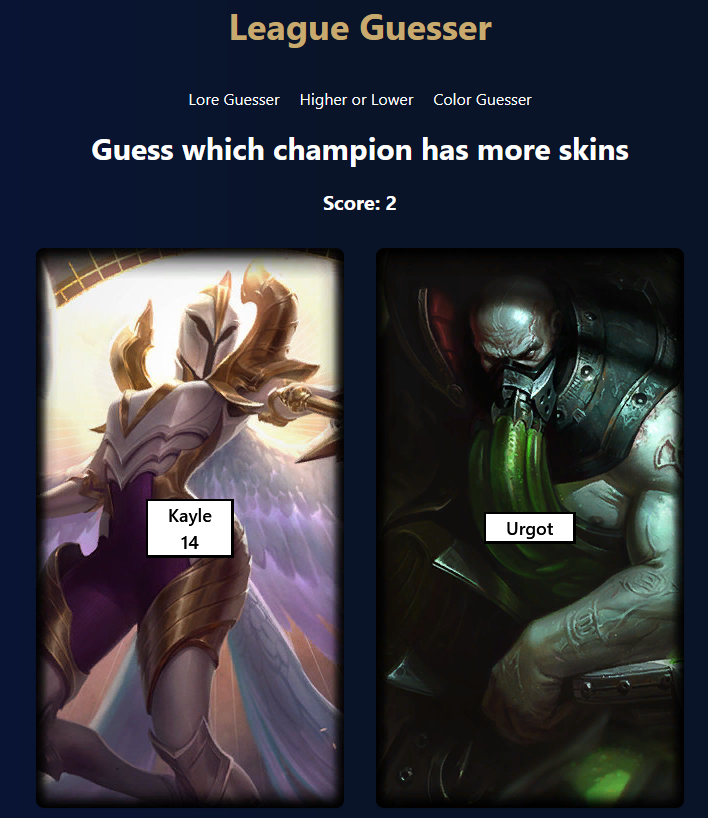 League Guesser
Lore Guesser Higher or Lower Color Guesser
Guess which champion has more skins
Score: 2
Kayle
14
Urgot